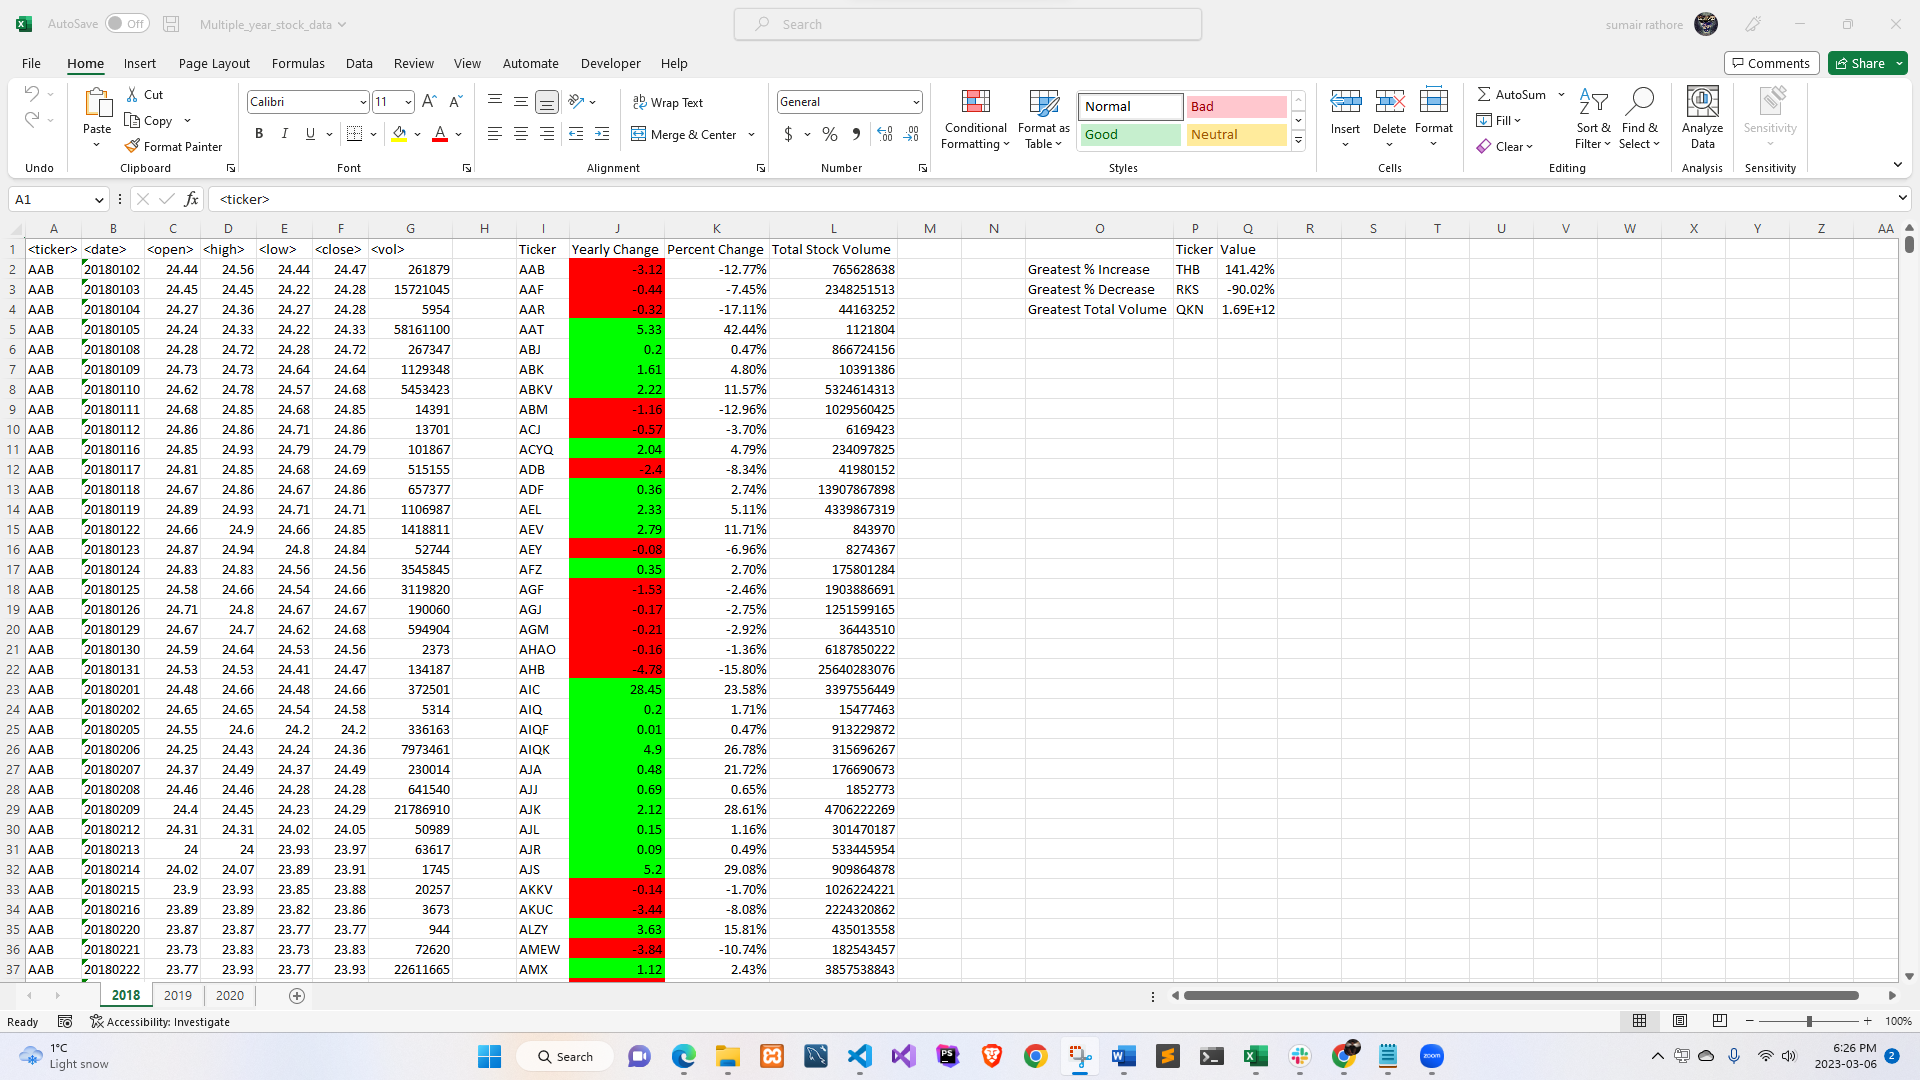 AutoSave Off Multiple_year_stock_data Search sumair rathore
File Home Insert Page Layout Formulas Data Review View Automate Developer Help Comments Share
Cut Calibri 11 Wrap Text General Normal Bad AutoSum
Paste Copy Conditional Formatting Format as Table Insert Delete Format Fill Sort & Filter Find & Select Analyze Data Sensitivity
Format Painter B I U A Merge & Center $ % Good Neutral Clear
Undo Clipboard Font Alignment Number Styles Cells Editing Analysis Sensitivity
A1 fx <ticker>
A B C D E F G H I J K L M N O P Q R S T U V W X Y Z AA
1 <ticker> <date> <open> <high> <low> <close> <vol> Ticker Yearly Change Percent Change Total Stock Volume Ticker Value
2 AAB 20180102 24.44 24.56 24.44 24.47 261879 AAB -3.12 -12.77% 765628638 Greatest % Increase THB 141.42%
3 AAB 20180103 24.45 24.45 24.22 24.28 15721045 AAF -0.44 -7.45% 2348251513 Greatest % Decrease RKS -90.02%
4 AAB 20180104 24.27 24.36 24.27 24.28 5954 AAR -0.32 -17.11% 44163252 Greatest Total Volume QKN 1.69E+12
5 AAB 20180105 24.24 24.33 24.22 24.33 58161100 AAT 5.33 42.44% 1121804
6 AAB 20180108 24.28 24.72 24.28 24.72 267347 ABJ 0.2 0.47% 866724156
7 AAB 20180109 24.73 24.73 24.64 24.64 1129348 ABK 1.61 4.80% 10391386
8 AAB 20180110 24.62 24.78 24.57 24.68 5453423 ABKV 2.22 11.57% 5324614313
9 AAB 20180111 24.68 24.85 24.68 24.85 14391 ABM -1.16 -12.96% 1029560425
10 AAB 20180112 24.86 24.86 24.71 24.86 13701 ACJ -0.57 -3.70% 6169423
11 AAB 20180116 24.85 24.93 24.79 24.79 101867 ACYQ 2.04 4.79% 234097825
12 AAB 20180117 24.81 24.85 24.68 24.69 515155 ADB -2.4 -8.34% 41980152
13 AAB 20180118 24.67 24.86 24.67 24.86 657377 ADF 0.36 2.74% 13907867898
14 AAB 20180119 24.89 24.93 24.71 24.71 1106987 AEL 2.33 5.11% 4339867319
15 AAB 20180122 24.66 24.9 24.66 24.85 1418811 AEV 2.79 11.71% 843970
16 AAB 20180123 24.87 24.94 24.8 24.84 52744 AEY -0.08 -6.96% 8274367
17 AAB 20180124 24.83 24.83 24.56 24.56 3545845 AFZ 0.35 2.70% 175801284
18 AAB 20180125 24.58 24.66 24.54 24.66 3119820 AGF -1.53 -2.46% 1903886691
19 AAB 20180126 24.71 24.8 24.67 24.67 190060 AGJ -0.17 -2.75% 1251599165
20 AAB 20180129 24.67 24.7 24.62 24.68 594904 AGM -0.21 -2.92% 36443510
21 AAB 20180130 24.59 24.64 24.53 24.56 2373 AHAO -0.16 -1.36% 6187850222
22 AAB 20180131 24.53 24.53 24.41 24.47 134187 AHB -4.78 -15.80% 25640283076
23 AAB 20180201 24.48 24.66 24.48 24.66 372501 AIC 28.45 23.58% 3397556449
24 AAB 20180202 24.65 24.65 24.54 24.58 5314 AIQ 0.2 1.71% 15477463
25 AAB 20180205 24.55 24.6 24.2 24.2 336163 AIQF 0.01 0.47% 913229872
26 AAB 20180206 24.25 24.43 24.24 24.36 7973461 AIQK 4.9 26.78% 315696267
27 AAB 20180207 24.37 24.49 24.37 24.49 230014 AJA 0.48 21.72% 176690673
28 AAB 20180208 24.46 24.46 24.28 24.28 641540 AJJ 0.69 0.65% 1852773
29 AAB 20180209 24.4 24.45 24.23 24.29 21786910 AJK 2.12 28.61% 4706222269
30 AAB 20180212 24.31 24.31 24.02 24.05 50989 AJL 0.15 1.16% 301470187
31 AAB 20180213 24 24 23.93 23.97 63617 AJR 0.09 0.49% 533445954
32 AAB 20180214 24.02 24.07 23.89 23.91 1745 AJS 5.2 29.08% 909864878
33 AAB 20180215 23.9 23.93 23.85 23.88 20257 AKKV -0.14 -1.70% 1026224221
34 AAB 20180216 23.89 23.89 23.82 23.86 3673 AKUC -3.44 -8.08% 2224320862
35 AAB 20180220 23.87 23.87 23.77 23.77 944 ALZY 3.63 15.81% 435013558
36 AAB 20180221 23.73 23.83 23.73 23.83 72620 AMEW -3.84 -10.74% 182543457
37 AAB 20180222 23.77 23.93 23.77 23.93 22611665 AMX 1.12 2.43% 3857538843
2018 2019 2020
Ready Accessibility: Investigate 100%
1°C Light snow Search PS zoom 6:26 PM 2023-03-06 2